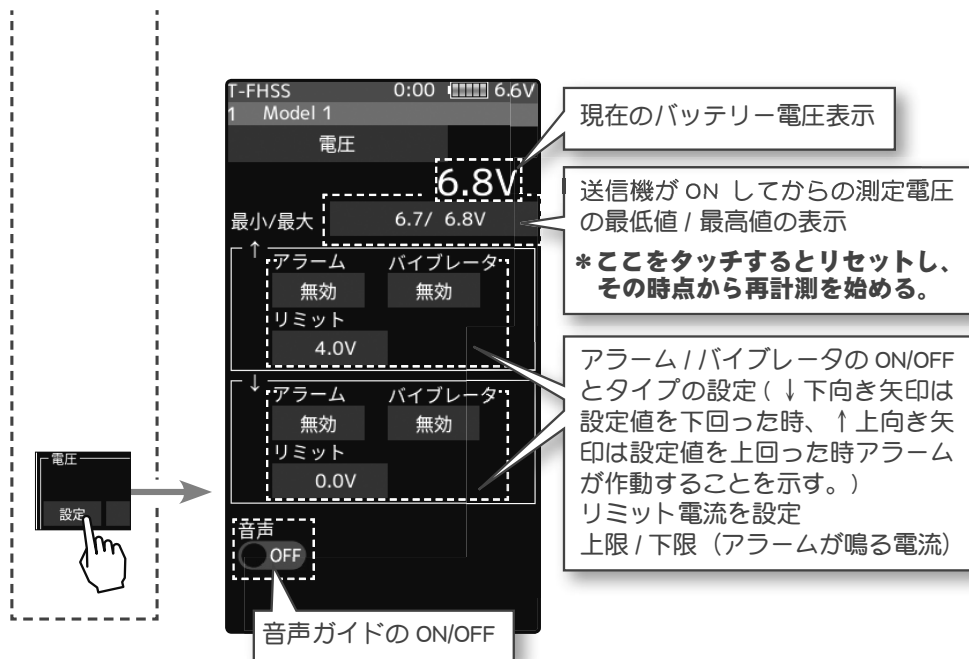 T-FHSS 0:00 6.6V
1 Model 1
電圧
6.8V
最小/最大 6.7/ 6.8V
↑
アラーム バイブレータ
無効 無効
リミット
4.0V
↓
アラーム バイブレータ
無効 無効
リミット
0.0V
音声
OFF
電圧
設定
現在のバッテリー電圧表示
送信機が ON してからの測定電圧
の最低値 / 最高値の表示
＊ここをタッチするとリセットし、
その時点から再計測を始める。
アラーム / バイブレータの ON/OFF
とタイプの設定 ( ↓下向き矢印は
設定値を下回った時、↑上向き矢
印は設定値を上回った時アラーム
が作動することを示す。)
リミット電流を設定
上限 / 下限（アラームが鳴る電流）
音声ガイドの ON/OFF